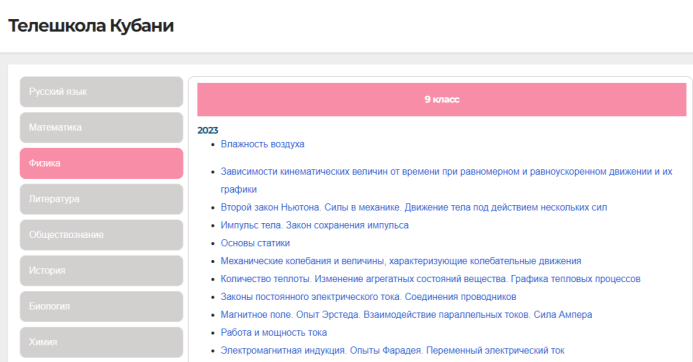 Телешкола Кубани
Русский язык
Математика
Физика
Литература
Обществознание
История
Биология
Химия
9 класс
2023
Влажность воздуха
Зависимости кинематических величин от времени при равномерном и равноускоренном движении и их
графики
Второй закон Ньютона. Силы в механике. Движение тела под действием нескольких сил
Импульс тела. Закон сохранения импульса
Основы статики
Механические колебания и величины, характеризующие колебательные движения
Количество теплоты. Изменение агрегатных состояний вещества. Графика тепловых процессов
Законы постоянного электрического тока. Соединения проводников
Магнитное поле. Опыт Эрстеда. Взаимодействие параллельных токов. Сила Ампера
Работа и мощность тока
Электромагнитная индукция. Опыты Фарадея. Переменный электрический ток